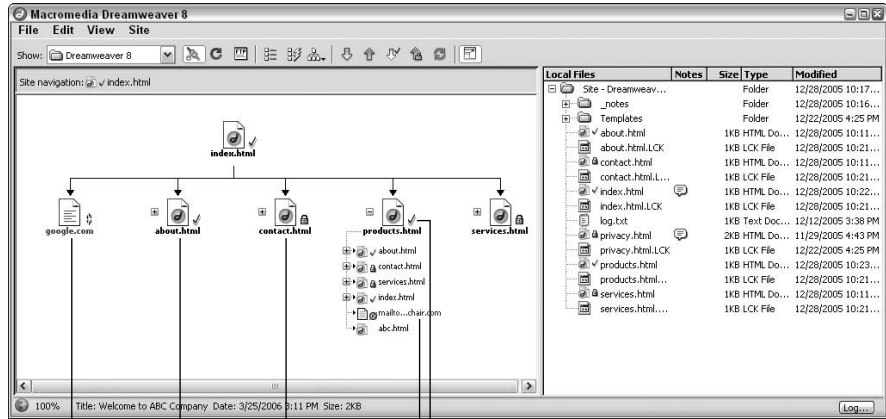 Macromedia Dreamweaver 8
File Edit View Site
Show: Dreamweaver 8
Site navigation: index.html
index.html
google.com
about.html
contact.html
products.html
services.html
about.html
contact.html
services.html
index.html
mailto...chair.com
abc.html
Local Files Notes Size Type Modified
Site - Dreamweav... Folder 12/28/2005 10:17...
_notes Folder 12/28/2005 10:16...
Templates Folder 12/22/2005 4:25 PM
about.html 1KB HTML Do... 12/28/2005 10:11...
about.html.LCK 1KB LCK File 12/28/2005 10:21...
contact.html 1KB HTML Do... 12/28/2005 10:11...
contact.html.L... 1KB LCK File 12/28/2005 10:21...
index.html 1KB HTML Do... 12/28/2005 10:22...
index.html.LCK 1KB LCK File 12/28/2005 10:21...
log.txt 1KB Text Doc... 12/12/2005 3:38 PM
privacy.html 2KB HTML Do... 11/29/2005 4:43 PM
privacy.html.LCK 1KB LCK File 12/22/2005 4:25 PM
products.html 1KB HTML Do... 12/28/2005 10:23...
products.html... 1KB LCK File 12/28/2005 10:21...
services.html 1KB HTML Do... 12/28/2005 10:11...
services.html.... 1KB LCK File 12/28/2005 10:21...
100% Title: Welcome to ABC Company Date: 3/25/2006 3:11 PM Size: 2KB
Log...